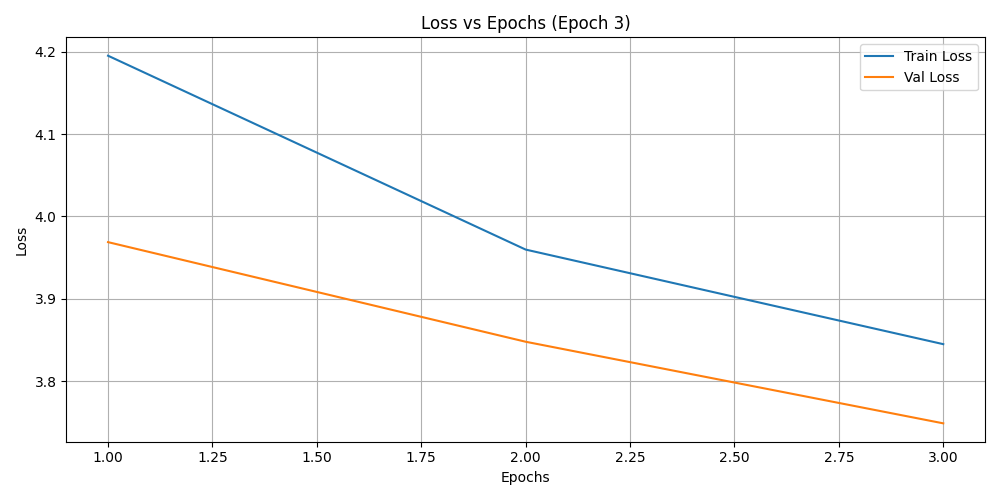 Loss vs Epochs (Epoch 3)
Train Loss
Val Loss
4.2
4.1
4.0
3.9
3.8
Loss
1.00 1.25 1.50 1.75 2.00 2.25 2.50 2.75 3.00
Epochs